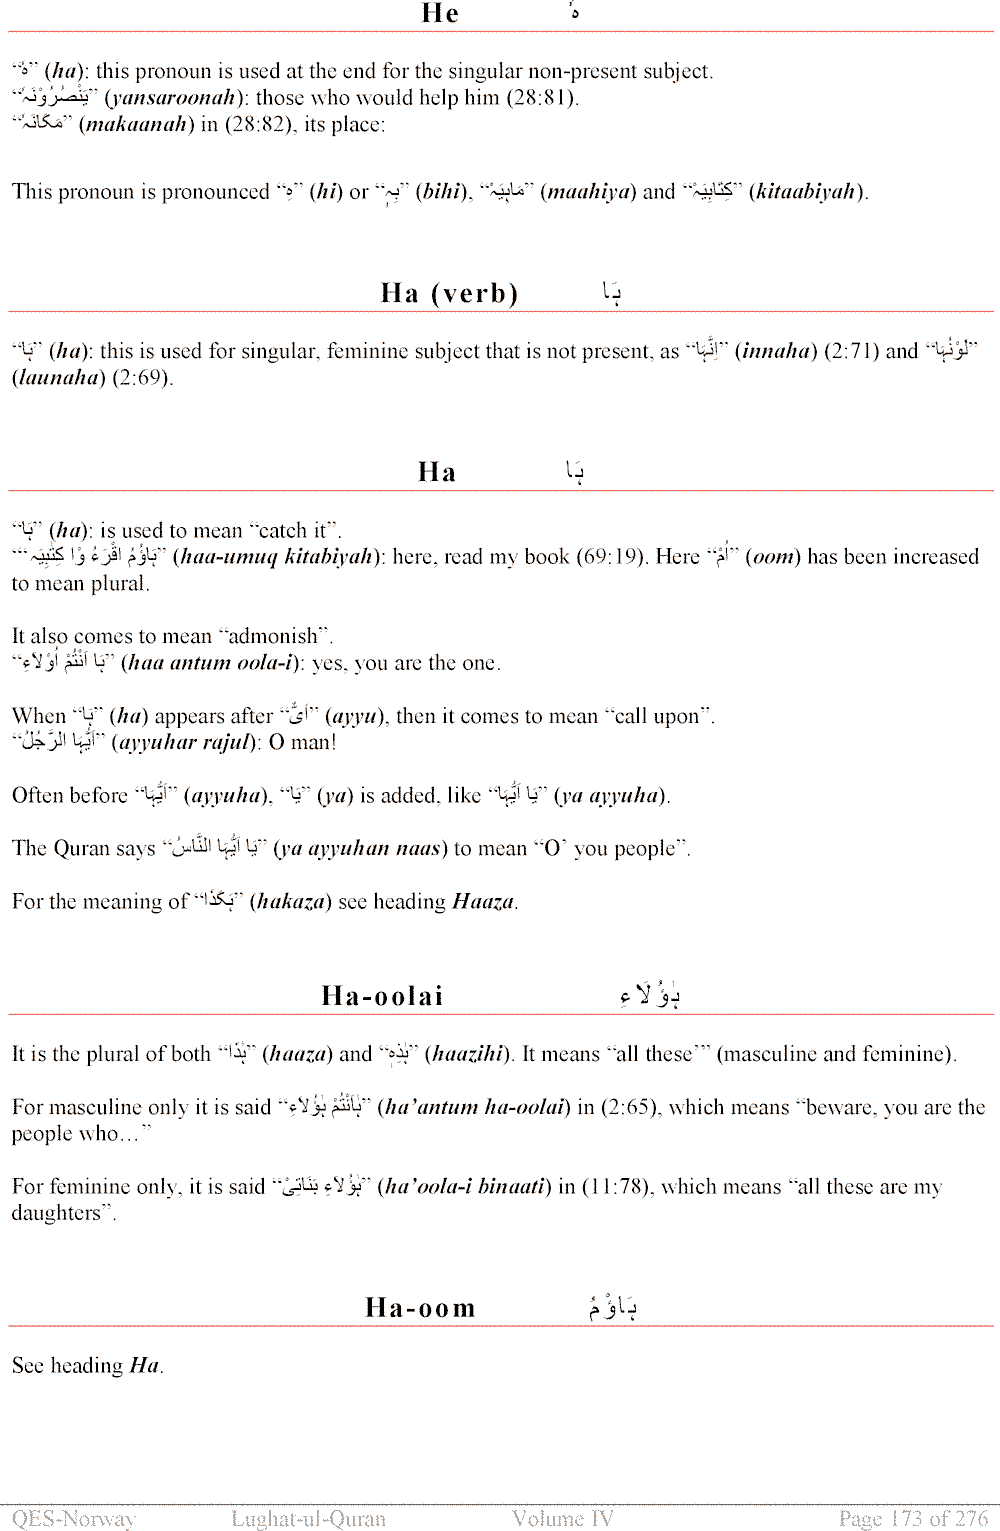 He هُ
“هُ” (ha): this pronoun is used at the end for the singular non-present subject.
“یَنْصُرُوْنَہٗ” (yansaroonah): those who would help him (28:81).
“مَکَانَہٗ” (makaanah) in (28:82), its place:
This pronoun is pronounced “ہِ” (hi) or “بِہٖ” (bihi), “مَاہِیَہْ” (maahiya) and “کِتَابِیَہْ” (kitaabiyah).
Ha (verb) ہَا
“ہَا” (ha): this is used for singular, feminine subject that is not present, as “اِنَّہَا” (innaha) (2:71) and “لَوْنُہَا”
(launaha) (2:69).
Ha ہَا
“ہَا” (ha): is used to mean “catch it”.
“‘ہَاؤُمُ اقْرَءُ وْا کِتٰبِیَہ” (haa-umuq kitabiyah): here, read my book (69:19). Here “اُمْ” (oom) has been increased
to mean plural.
It also comes to mean “admonish”.
“ہَا اَنْتُمْ اُوْلَاءِ” (haa antum oola-i): yes, you are the one.
When “ہَا” (ha) appears after “اَیُّ” (ayyu), then it comes to mean “call upon”.
“اَیُّہَا الرَّجُلُ” (ayyuhar rajul): O man!
Often before “اَیُّہَا” (ayyuha), “یَا” (ya) is added, like “یَا اَیُّہَا” (ya ayyuha).
The Quran says “یَا اَیُّہَا النَّاسُ” (ya ayyuhan naas) to mean “O’ you people”.
For the meaning of “ہَکَذَا” (hakaza) see heading Haaza.
Ha-oolai ہٰؤُلَاءِ
It is the plural of both “ہٰذَا” (haaza) and “ہٰذِہٖ” (haazihi). It means “all these’” (masculine and feminine).
For masculine only it is said “ہٰاَنْتُمْ ہٰؤُلَاءِ” (ha’antum ha-oolai) in (2:65), which means “beware, you are the
people who…”
For feminine only, it is said “ہٰؤُلَاءِ بَنَاتِیْ” (ha’oola-i binaati) in (11:78), which means “all these are my
daughters”.
Ha-oom ہَاؤْمُ
See heading Ha.
QES-Norway Lughat-ul-Quran Volume IV Page 173 of 276